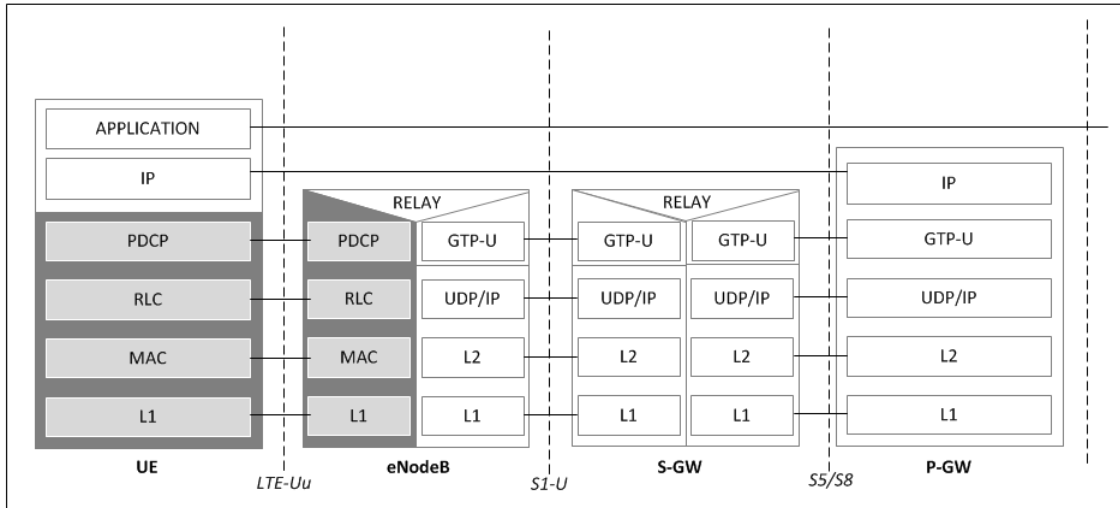 APPLICATION
IP
IP
RELAY
RELAY
PDCP
PDCP
GTP-U
GTP-U
GTP-U
GTP-U
RLC
RLC
UDP/IP
UDP/IP
UDP/IP
UDP/IP
MAC
MAC
L2
L2
L2
L2
L1
L1
L1
L1
L1
L1
UE
eNodeB
S-GW
P-GW
LTE-Uu
S1-U
S5/S8